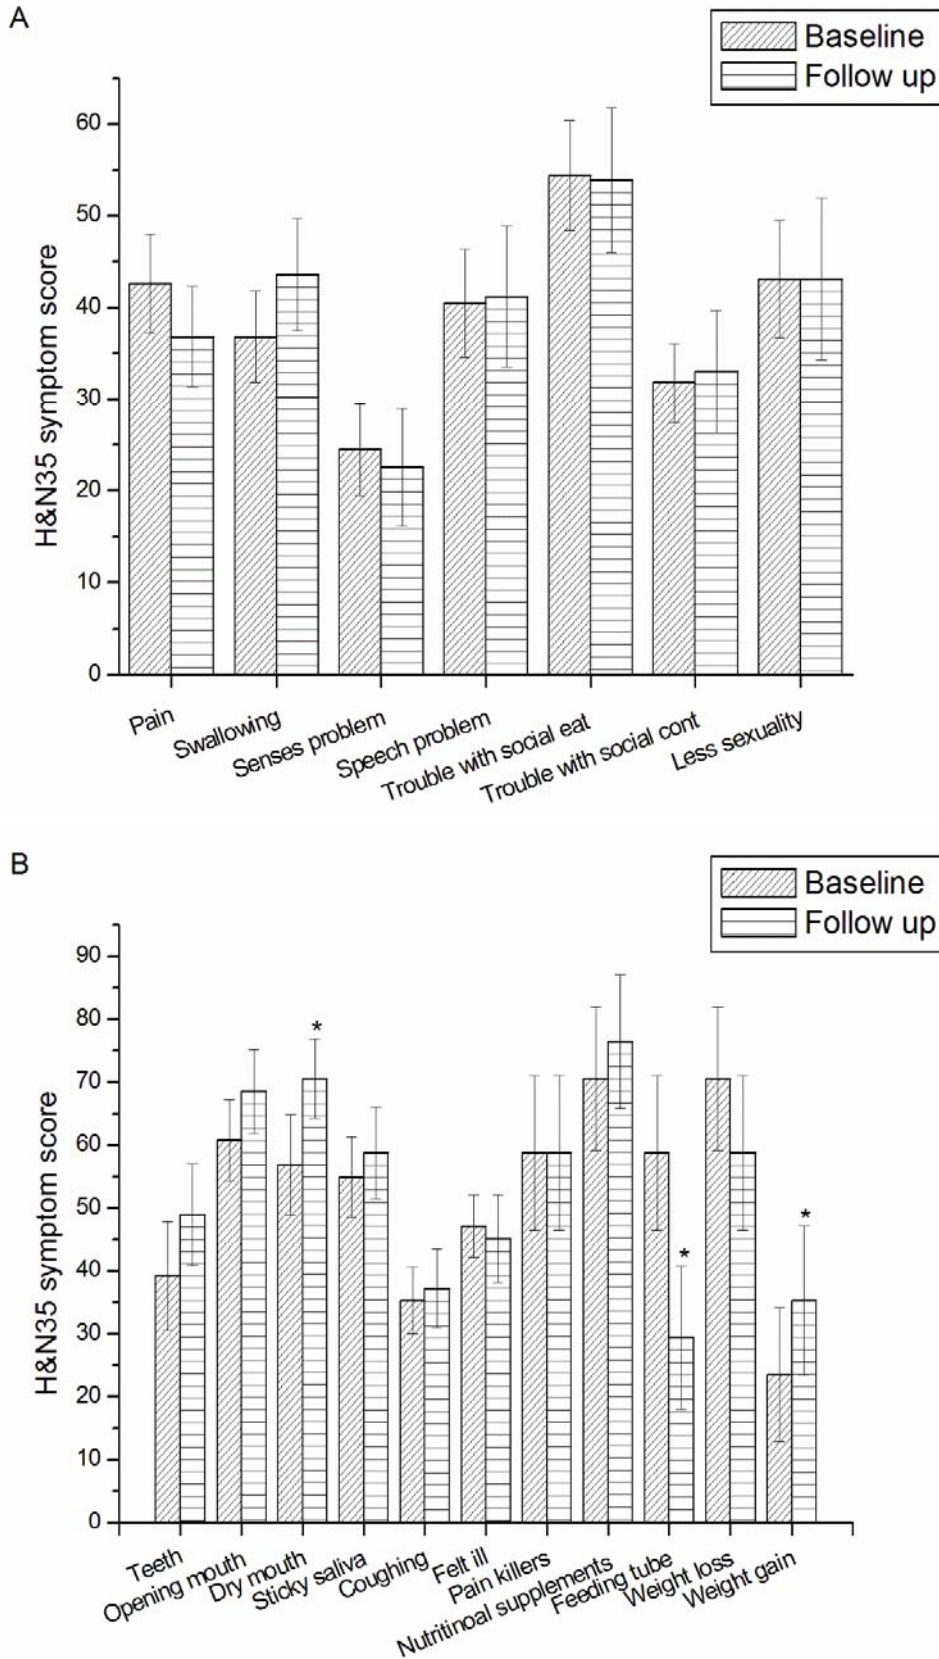 A
Baseline
Follow up
H&N35 symptom score
60
50
40
30
20
10
0
Pain
Swallowing
Senses problem
Speech problem
Trouble with social eat
Trouble with social cont
Less sexuality
B
Baseline
Follow up
H&N35 symptom score
90
80
70
60
50
40
30
20
10
0
*
*
*
Teeth
Opening mouth
Dry mouth
Sticky saliva
Coughing
Felt ill
Pain killers
Nutritinoal supplements
Feeding tube
Weight loss
Weight gain